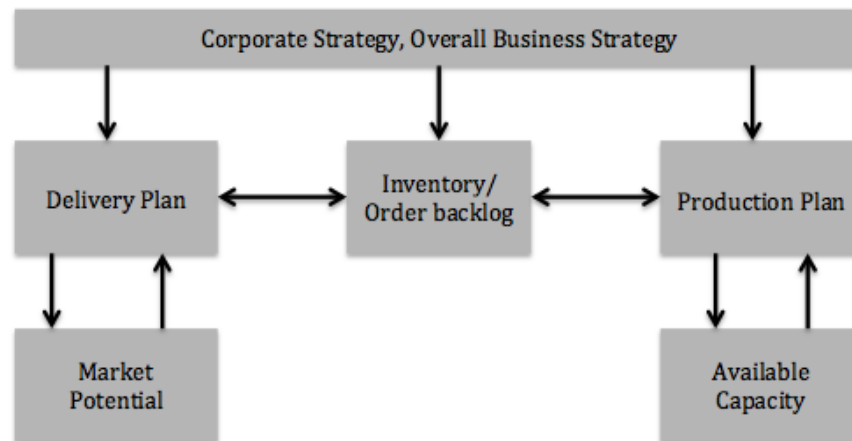 Corporate Strategy, Overall Business Strategy
Delivery Plan
Inventory/
Order backlog
Production Plan
Market
Potential
Available
Capacity